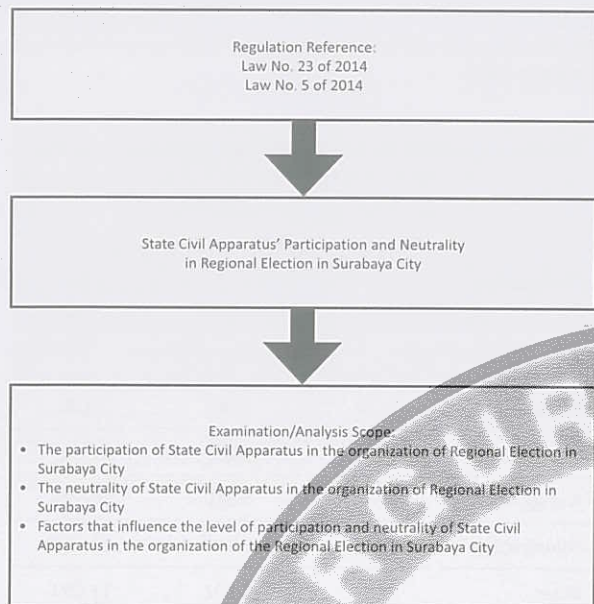 Regulation Reference:
Law No. 23 of 2014
Law No. 5 of 2014
State Civil Apparatus' Participation and Neutrality
in Regional Election in Surabaya City
Examination/Analysis Scope:
• The participation of State Civil Apparatus in the organization of Regional Election in
Surabaya City
• The neutrality of State Civil Apparatus in the organization of Regional Election in
Surabaya City
• Factors that influence the level of participation and neutrality of State Civil
Apparatus in the organization of the Regional Election in Surabaya City